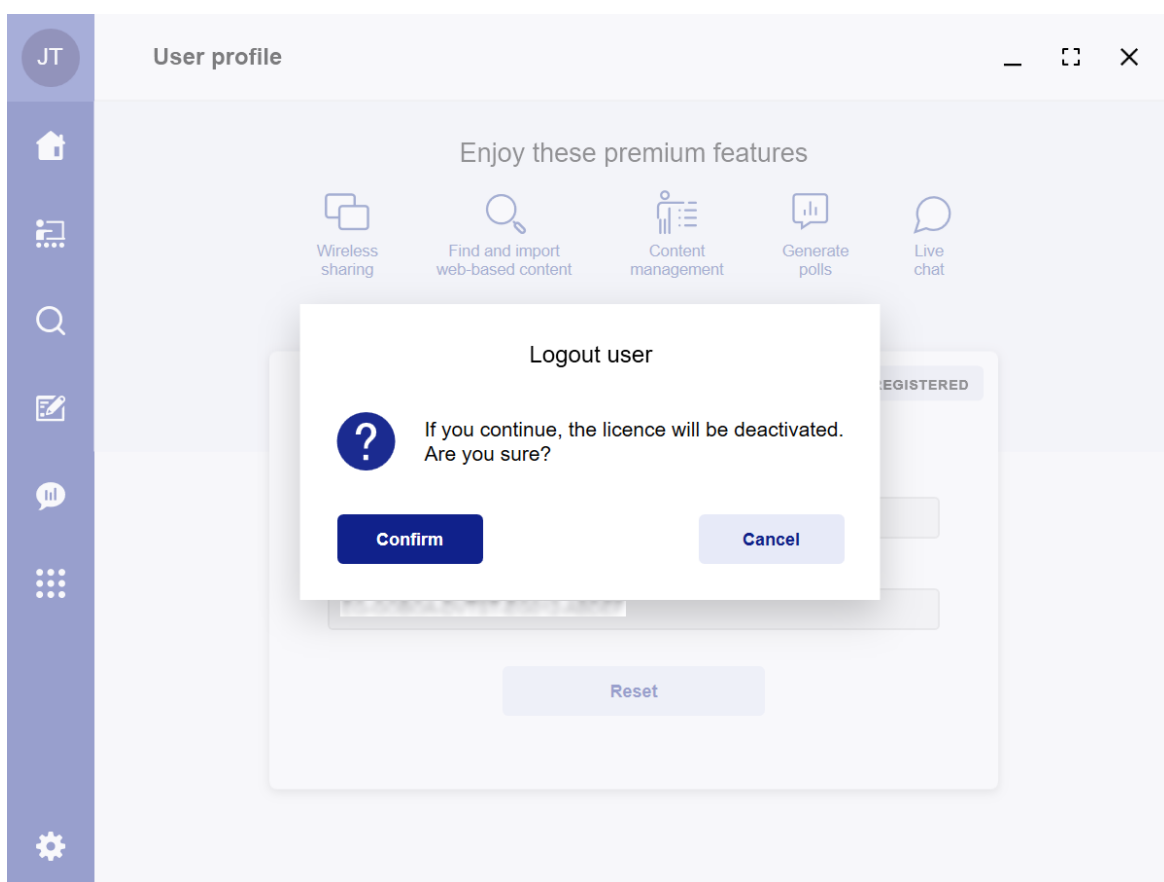 JT
User profile
Enjoy these premium features
Wireless
sharing
Find and import
web-based content
Content
management
Generate
polls
Live
chat
Logout user
If you continue, the licence will be deactivated.
Are you sure?
Confirm
Cancel
Reset